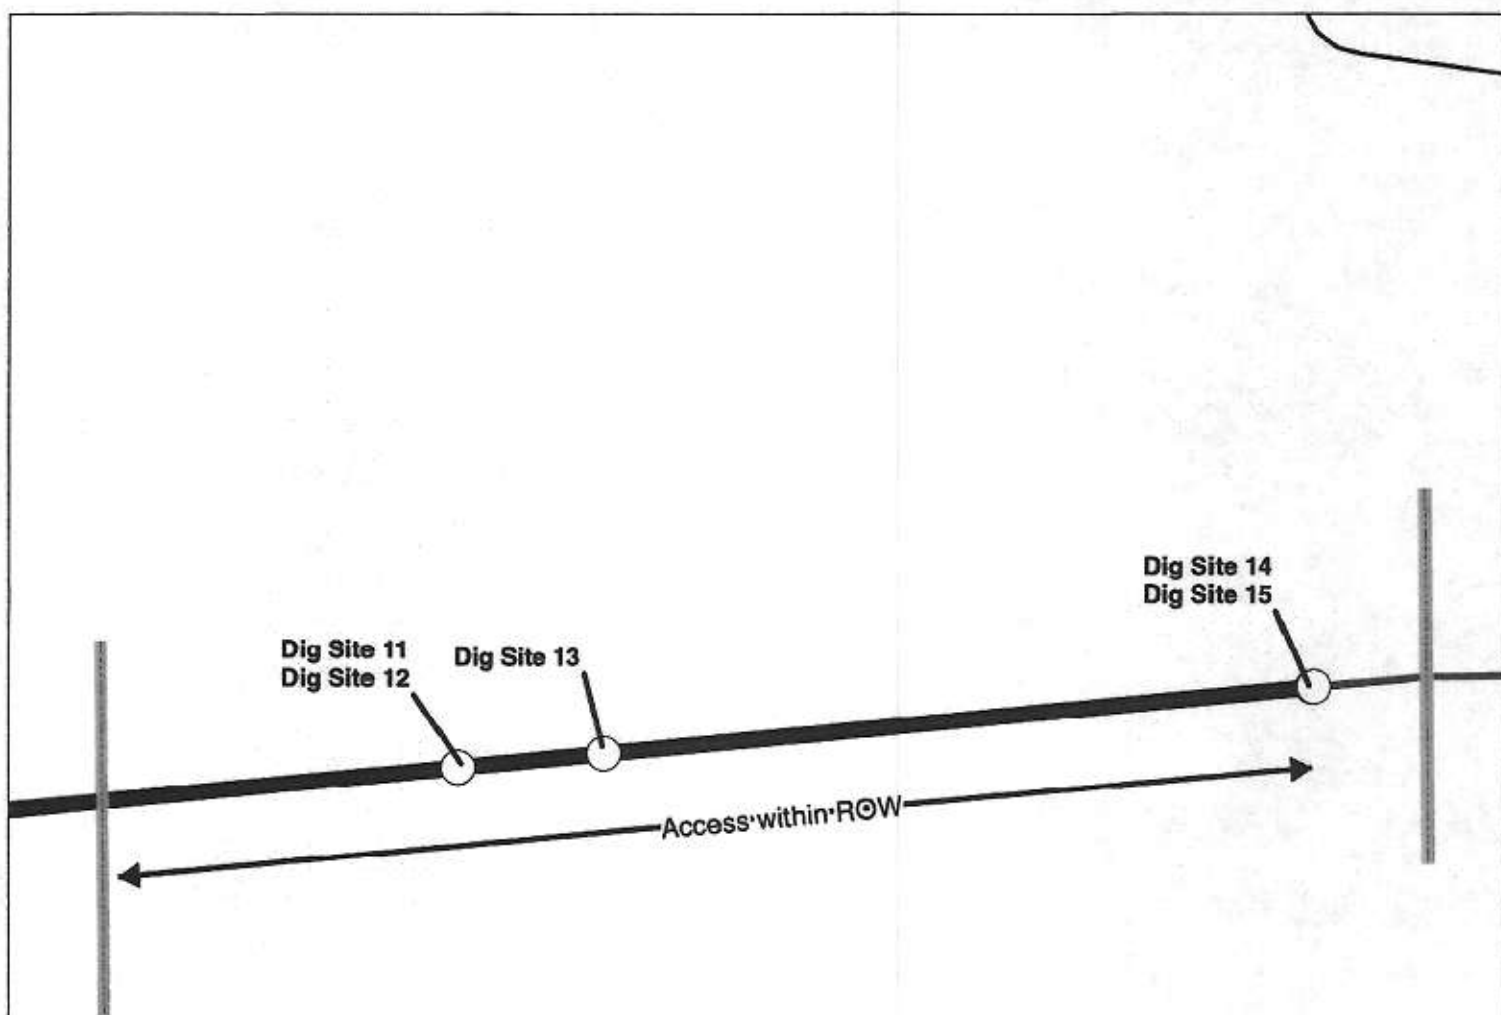 Dig Site 14
Dig Site 15
Dig Site 11
Dig Site 12
Dig Site 13
Access within ROW